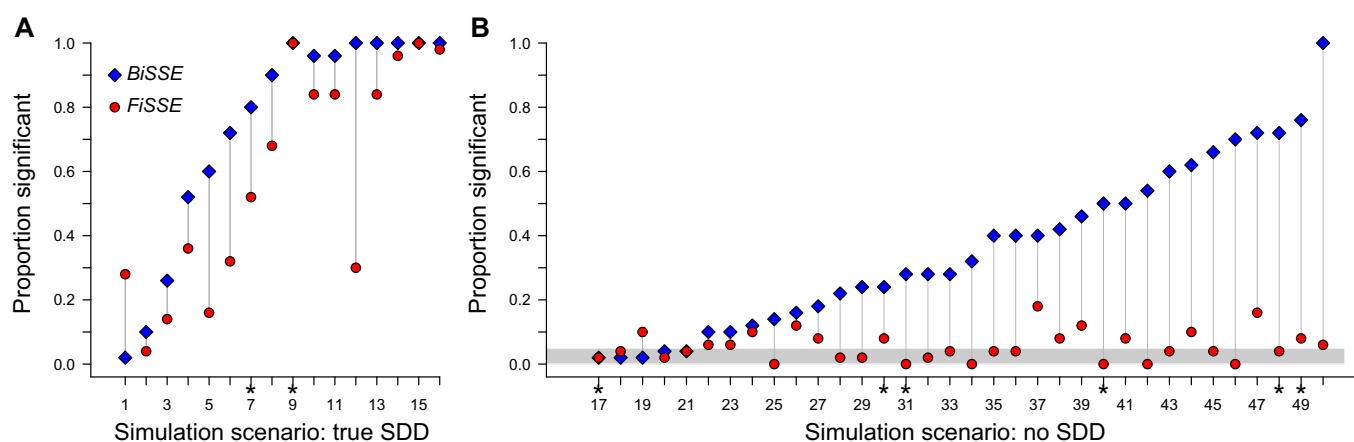 A
B
Proportion significant
1.0
0.8
0.6
0.4
0.2
0.0
BiSSE
FiSSE
1 3 5 7 9 11 13 15
* *
Simulation scenario: true SDD
Proportion significant
1.0
0.8
0.6
0.4
0.2
0.0
* * * * * *
17 19 21 23 25 27 29 31 33 35 37 39 41 43 45 47 49
Simulation scenario: no SDD